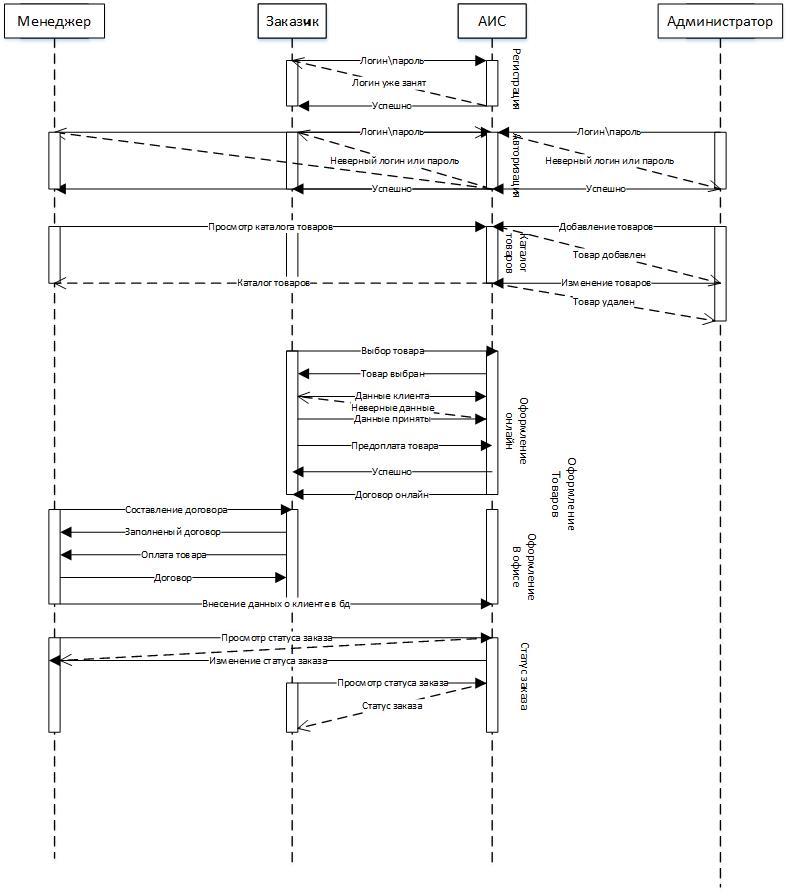 Менеджер
Заказчик
АИС
Администратор
Логин\пароль
Логин уже занят
Успешно
Регистрация
Логин\пароль
Логин\пароль
Неверный логин или пароль
Неверный логин или пароль
Успешно
Успешно
Авторизация
Просмотр каталога товаров
Добавление товаров
Каталог
товаров
Товар добавлен
Каталог товаров
Изменение товаров
Товар удален
Выбор товара
Товар выбран
Данные клиента
Неверные данные
Данные приняты
Предоплата товара
Успешно
Договор онлайн
Оформление
онлайн
Оформление
Товаров
Составление договора
Заполненый договор
Оплата товара
Договор
Внесение данных о клиенте в бд
Оформление
В офисе
Просмотр статуса заказа
Изменение статуса заказа
Просмотр статуса заказа
Статус заказа
Статус заказа